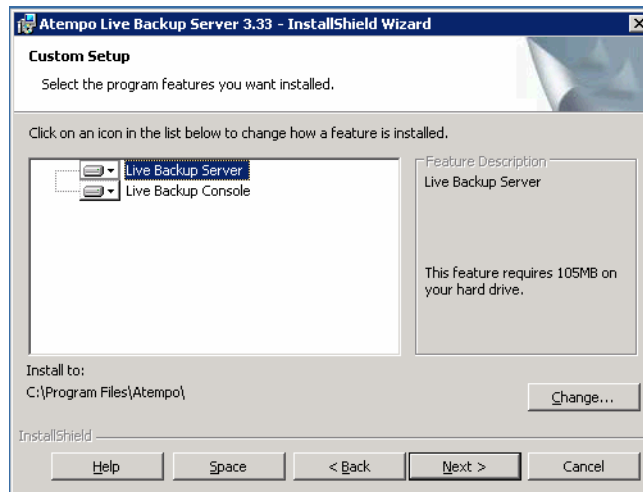 Atempo Live Backup Server 3.33 - InstallShield Wizard
Custom Setup
Select the program features you want installed.
Click on an icon in the list below to change how a feature is installed.
Live Backup Server
Live Backup Console
Feature Description
Live Backup Server
This feature requires 105MB on
your hard drive.
Install to:
C:\Program Files\Atempo\
Change...
InstallShield
Help
Space
< Back
Next >
Cancel